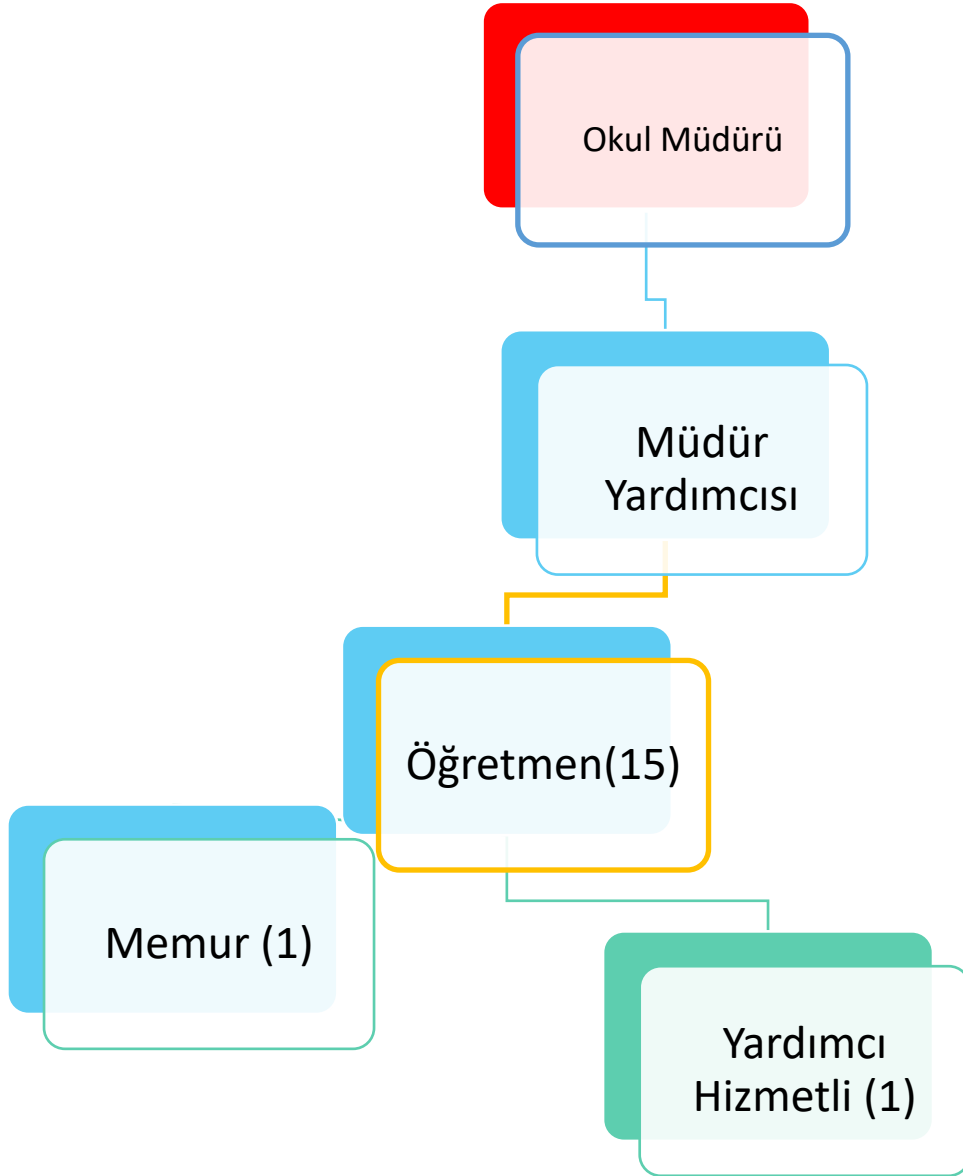 Okul Müdürü
Müdür
Yardımcısı
Öğretmen(15)
Memur (1)
Yardımcı
Hizmetli (1)